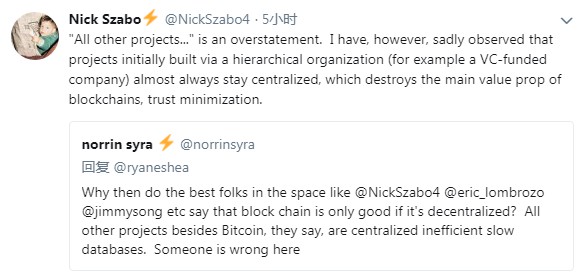 Nick Szabo⚡ @NickSzabo4 · 5小时
"All other projects..." is an overstatement.  I have, however, sadly observed that
projects initially built via a hierarchical organization (for example a VC-funded
company) almost always stay centralized, which destroys the main value prop of
blockchains, trust minimization.
norrin syra ⚡ @norrinsyra
回复 @ryaneshea
Why then do the best folks in the space like @NickSzabo4 @eric_lombrozo
@jimmysong etc say that block chain is only good if it's decentralized?  All
other projects besides Bitcoin, they say, are centralized inefficient slow
databases.  Someone is wrong here